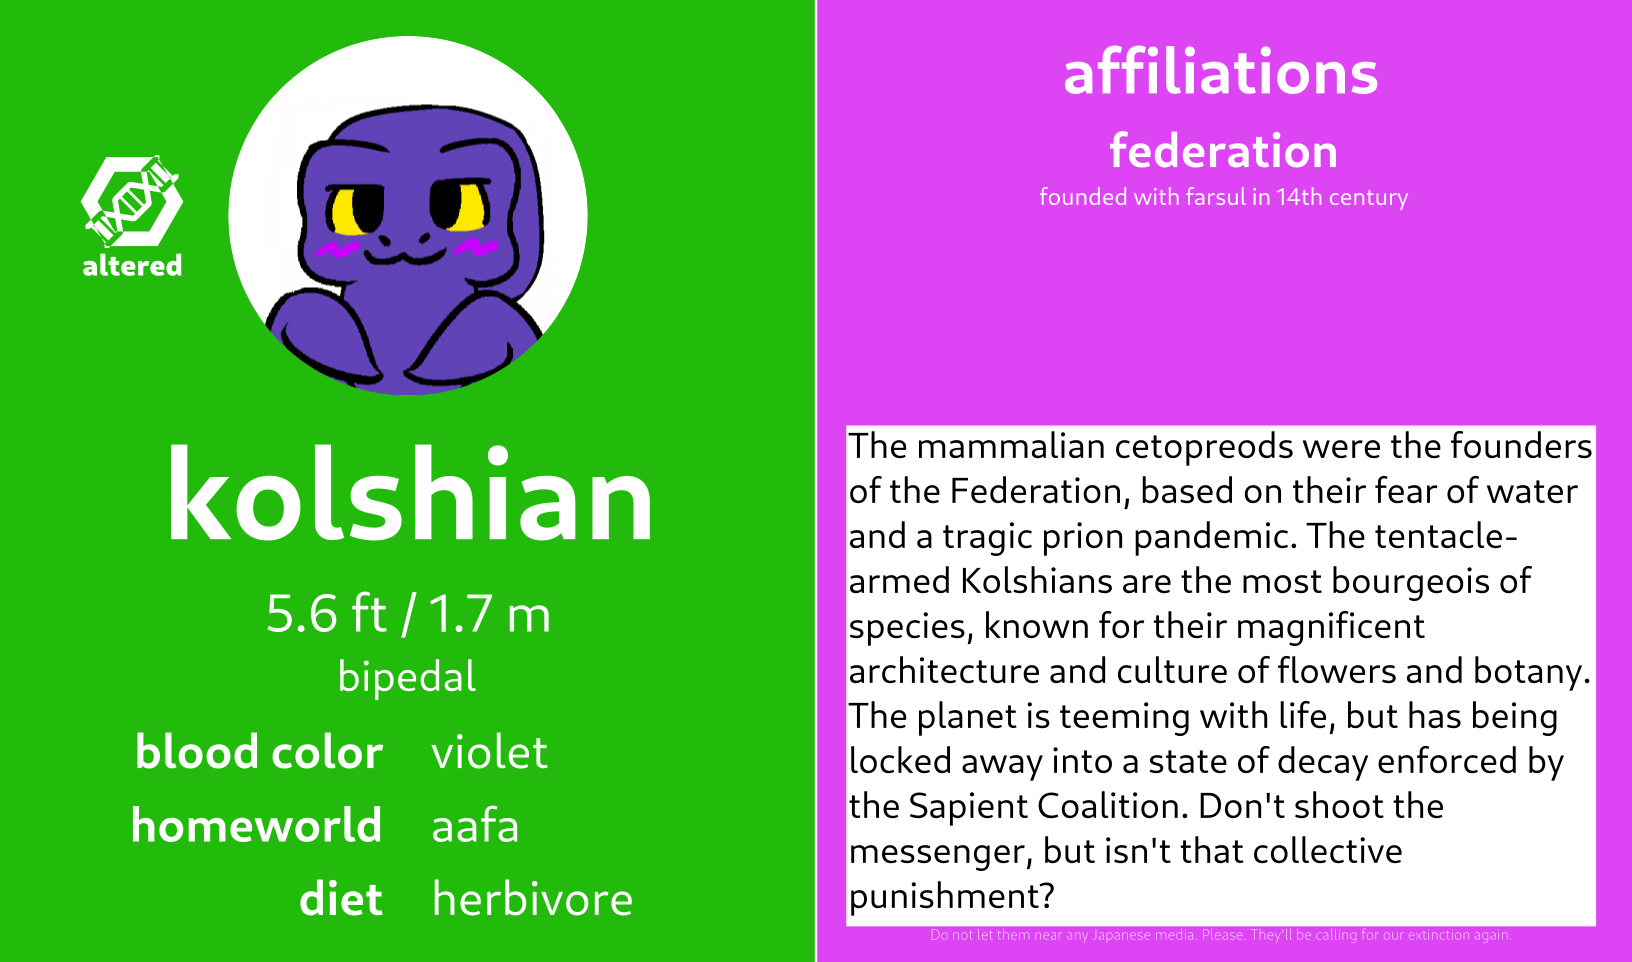 altered
kolshian
5.6 ft / 1.7 m
bipedal
blood color violet
homeworld aafa
diet herbivore
affiliations
federation
founded with farsul in 14th century
The mammalian cetopreods were the founders
of the Federation, based on their fear of water
and a tragic prion pandemic. The tentacle-
armed Kolshians are the most bourgeois of
species, known for their magnificent
architecture and culture of flowers and botany.
The planet is teeming with life, but has being
locked away into a state of decay enforced by
the Sapient Coalition. Don't shoot the
messenger, but isn't that collective
punishment?
Do not let them near any Japanese media. Please. They'll be calling for our extinction again.